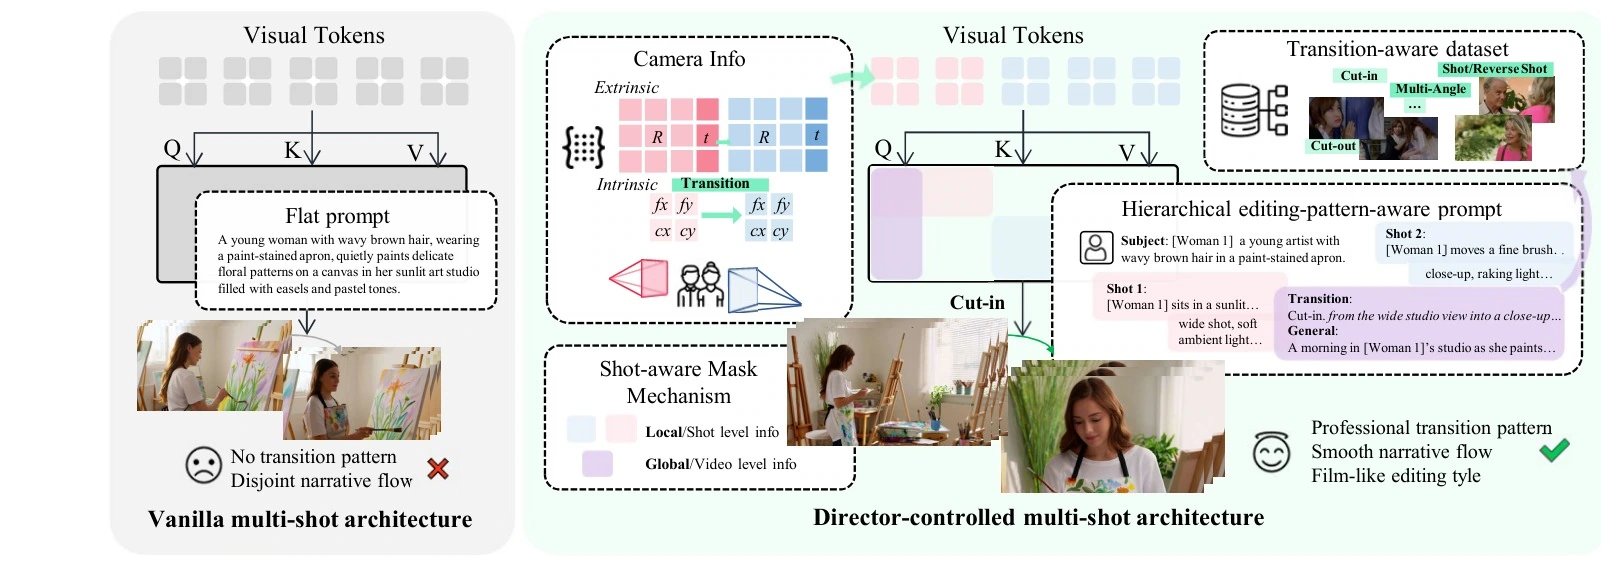 Visual Tokens
Q
K
V
Flat prompt
A young woman with wavy brown hair, wearing
a paint-stained apron, quietly paints delicate
floral patterns on a canvas in her sunlit art studio
filled with easels and pastel tones.
No transition pattern
Disjoint narrative flow
Vanilla multi-shot architecture
Camera Info
Extrinsic
R
t
R
t
Intrinsic
Transition
fx fy
cx cy
fx fy
cx cy
Shot-aware Mask
Mechanism
Local/Shot level info
Global/Video level info
Visual Tokens
Q
K
V
Cut-in
Transition-aware dataset
Cut-in
Shot/Reverse Shot
Multi-Angle
...
Cut-out
Hierarchical editing-pattern-aware prompt
Subject: [Woman 1] a young artist with
wavy brown hair in a paint-stained apron.
Shot 1:
[Woman 1] sits in a sunlit...
wide shot, soft
ambient light...
Shot 2:
[Woman 1] moves a fine brush. .
close-up, raking light...
Transition:
Cut-in. from the wide studio view into a close-up...
General:
A morning in [Woman 1]'s studio as she paints...
Professional transition pattern
Smooth narrative flow
Film-like editing tyle
Director-controlled multi-shot architecture